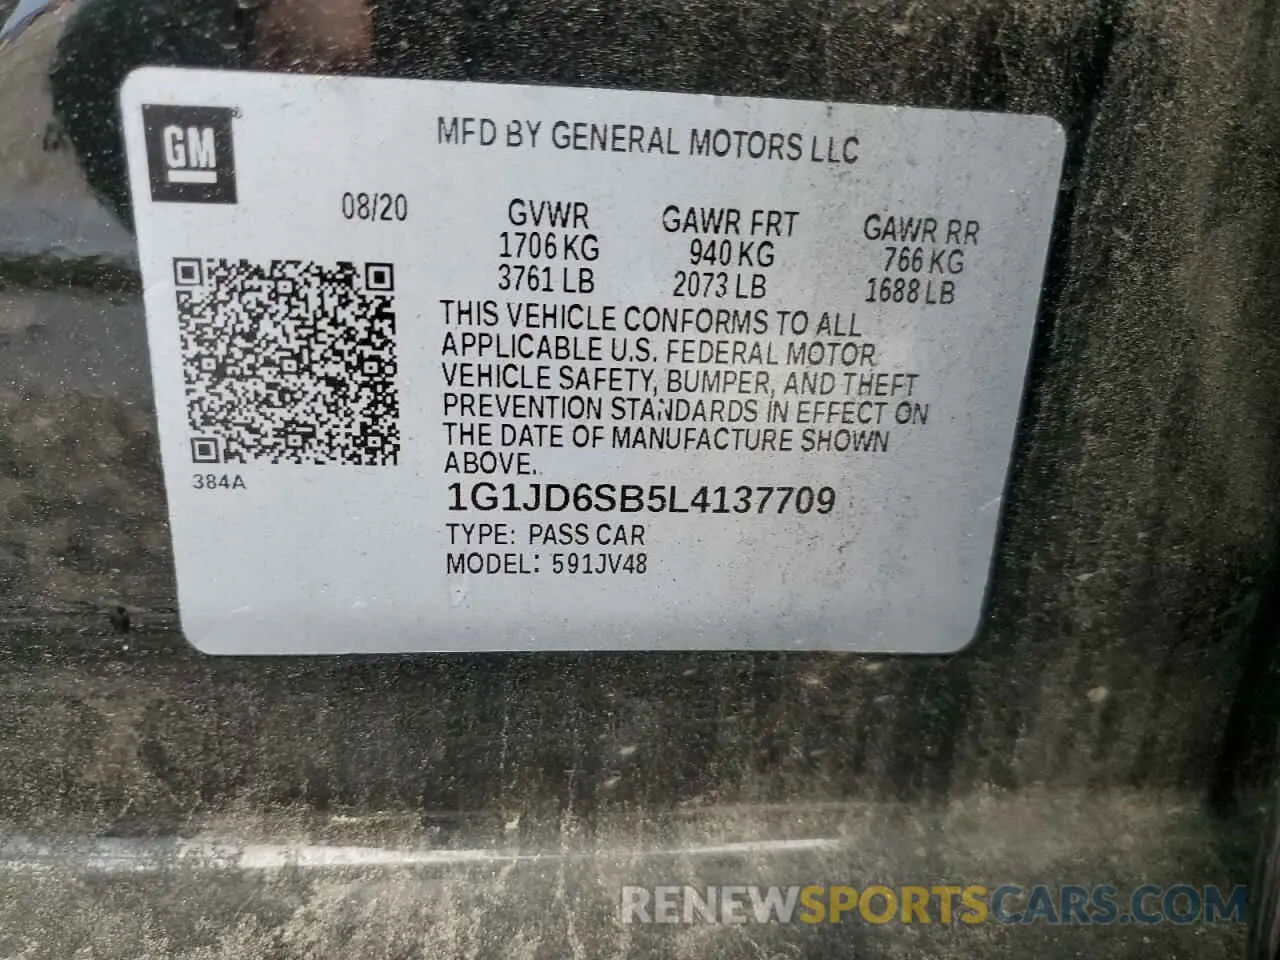 GM
MFD BY GENERAL MOTORS LLC
08/20
GVWR GAWR FRT GAWR RR
1706 KG 940 KG 766 KG
3761 LB 2073 LB 1688 LB
THIS VEHICLE CONFORMS TO ALL
APPLICABLE U.S. FEDERAL MOTOR
VEHICLE SAFETY, BUMPER, AND THEFT
PREVENTION STANDARDS IN EFFECT ON
THE DATE OF MANUFACTURE SHOWN
ABOVE.
384A
1G1JD6SB5L4137709
TYPE: PASS CAR
MODEL: 591JV48
RENEWSPORTSCARS.COM